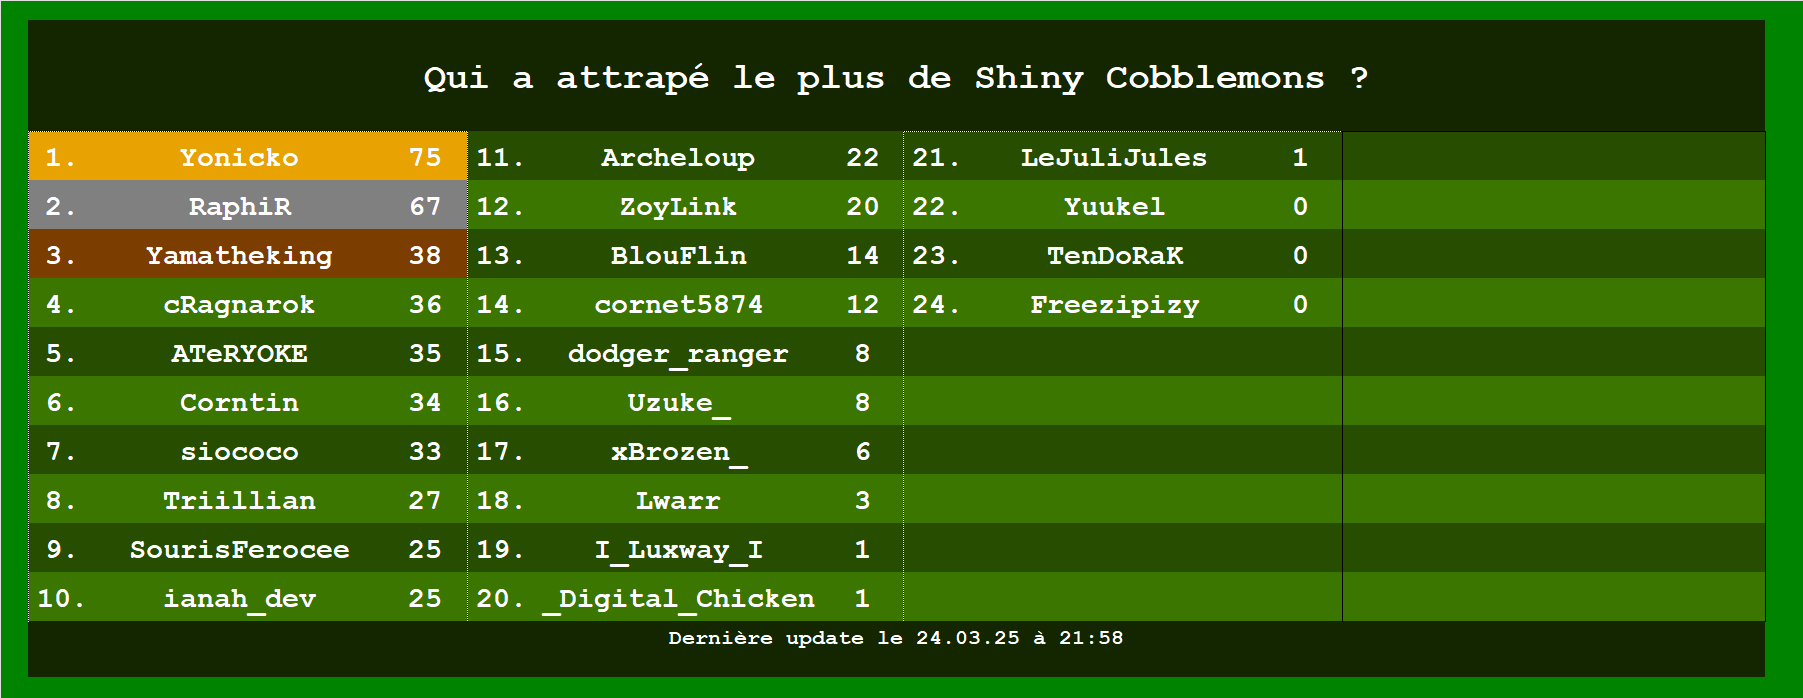 Qui a attrapé le plus de Shiny Cobblemons ?
1. Yonicko 75
2. RaphiR 67
3. Yamatheking 38
4. cRagnarok 36
5. ATeRYOKE 35
6. Corntin 34
7. siococo 33
8. Triillian 27
9. SourisFerocee 25
10. ianah_dev 25
11. Archeloup 22
12. ZoyLink 20
13. BlouFlin 14
14. cornet5874 12
15. dodger_ranger 8
16. Uzuke_ 8
17. xBrozen_ 6
18. Lwarr 3
19. I_Luxway_I 1
20. _Digital_Chicken 1
21. LeJuliJules 1
22. Yuukel 0
23. TenDoRaK 0
24. Freezipizy 0
Dernière update le 24.03.25 à 21:58